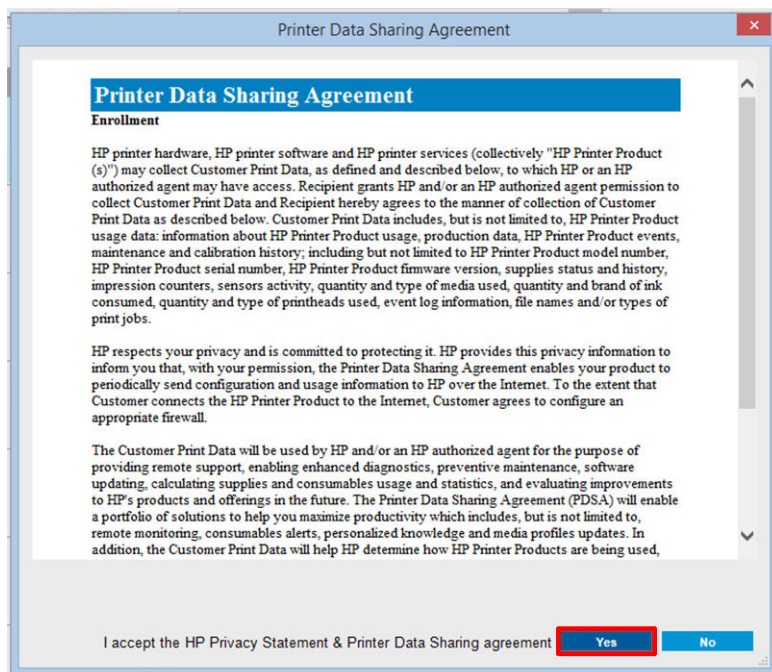 Printer Data Sharing Agreement
Printer Data Sharing Agreement
Enrollment
HP printer hardware, HP printer software and HP printer services (collectively "HP Printer Product
(s)") may collect Customer Print Data, as defined and described below, to which HP or an HP
authorized agent may have access. Recipient grants HP and/or an HP authorized agent permission to
collect Customer Print Data and Recipient hereby agrees to the manner of collection of Customer
Print Data as described below. Customer Print Data includes, but is not limited to, HP Printer Product
usage data: information about HP Printer Product usage, production data, HP Printer Product events,
maintenance and calibration history; including but not limited to HP Printer Product model number,
HP Printer Product serial number, HP Printer Product firmware version, supplies status and history,
impression counters, sensors activity, quantity and type of media used, quantity and brand of ink
consumed, quantity and type of printheads used, event log information, file names and/or types of
print jobs.
HP respects your privacy and is committed to protecting it. HP provides this privacy information to
inform you that, with your permission, the Printer Data Sharing Agreement enables your product to
periodically send configuration and usage information to HP over the Internet. To the extent that
Customer connects the HP Printer Product to the Internet, Customer agrees to configure an
appropriate firewall.
The Customer Print Data will be used by HP and/or an HP authorized agent for the purpose of
providing remote support, enabling enhanced diagnostics, preventive maintenance, software
updating, calculating supplies and consumables usage and statistics, and evaluating improvements
to HP's products and offerings in the future. The Printer Data Sharing Agreement (PDSA) will enable
a portfolio of solutions to help you maximize productivity which includes, but is not limited to,
remote monitoring, consumables alerts, personalized knowledge and media profiles updates. In
addition, the Customer Print Data will help HP determine how HP Printer Products are being used,
I accept the HP Privacy Statement & Printer Data Sharing agreement Yes No